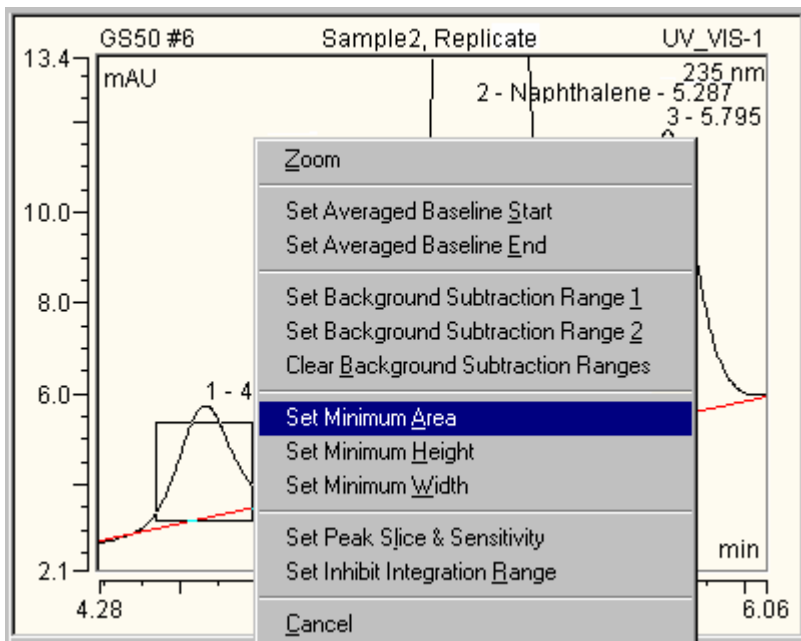 GS50 #6 Sample2, Replicate UV_VIS-1
13.4
mAU
235 nm
2 - Naphthalene - 5.287
3 - 5.795
Zoom
Set Averaged Baseline Start
10.0
Set Averaged Baseline End
Set Background Subtraction Range 1
8.0
Set Background Subtraction Range 2
Clear Background Subtraction Ranges
6.0
1 - 4
Set Minimum Area
Set Minimum Height
Set Minimum Width
Set Peak Slice & Sensitivity
min
2.1
Set Inhibit Integration Range
4.28
6.06
Cancel